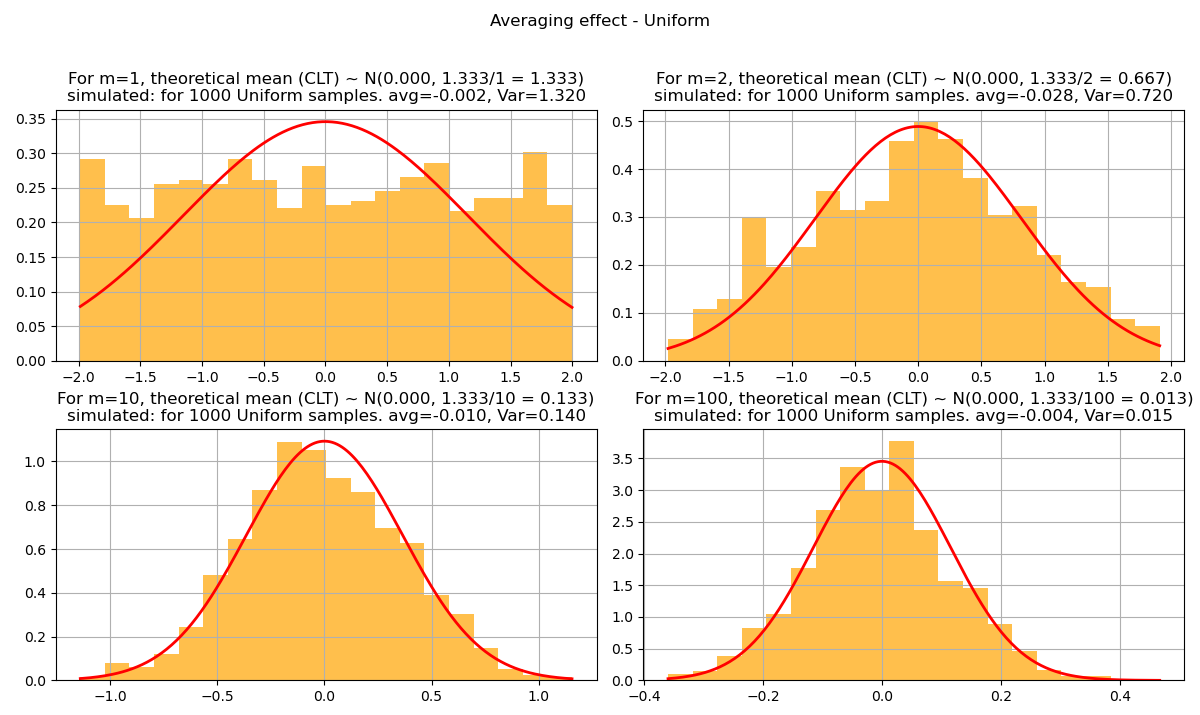 Averaging effect - Uniform
For m=1, theoretical mean (CLT) ~ N(0.000, 1.333/1 = 1.333)
simulated: for 1000 Uniform samples. avg=-0.002, Var=1.320
0.35
0.30
0.25
0.20
0.15
0.10
0.05
0.00
−2.0 −1.5 −1.0 −0.5 0.0 0.5 1.0 1.5 2.0
For m=2, theoretical mean (CLT) ~ N(0.000, 1.333/2 = 0.667)
simulated: for 1000 Uniform samples. avg=-0.028, Var=0.720
0.5
0.4
0.3
0.2
0.1
0.0
−2.0 −1.5 −1.0 −0.5 0.0 0.5 1.0 1.5 2.0
For m=10, theoretical mean (CLT) ~ N(0.000, 1.333/10 = 0.133)
simulated: for 1000 Uniform samples. avg=-0.010, Var=0.140
1.0
0.8
0.6
0.4
0.2
0.0
−1.0 −0.5 0.0 0.5 1.0
For m=100, theoretical mean (CLT) ~ N(0.000, 1.333/100 = 0.013)
simulated: for 1000 Uniform samples. avg=-0.004, Var=0.015
3.5
3.0
2.5
2.0
1.5
1.0
0.5
0.0
−0.4 −0.2 0.0 0.2 0.4